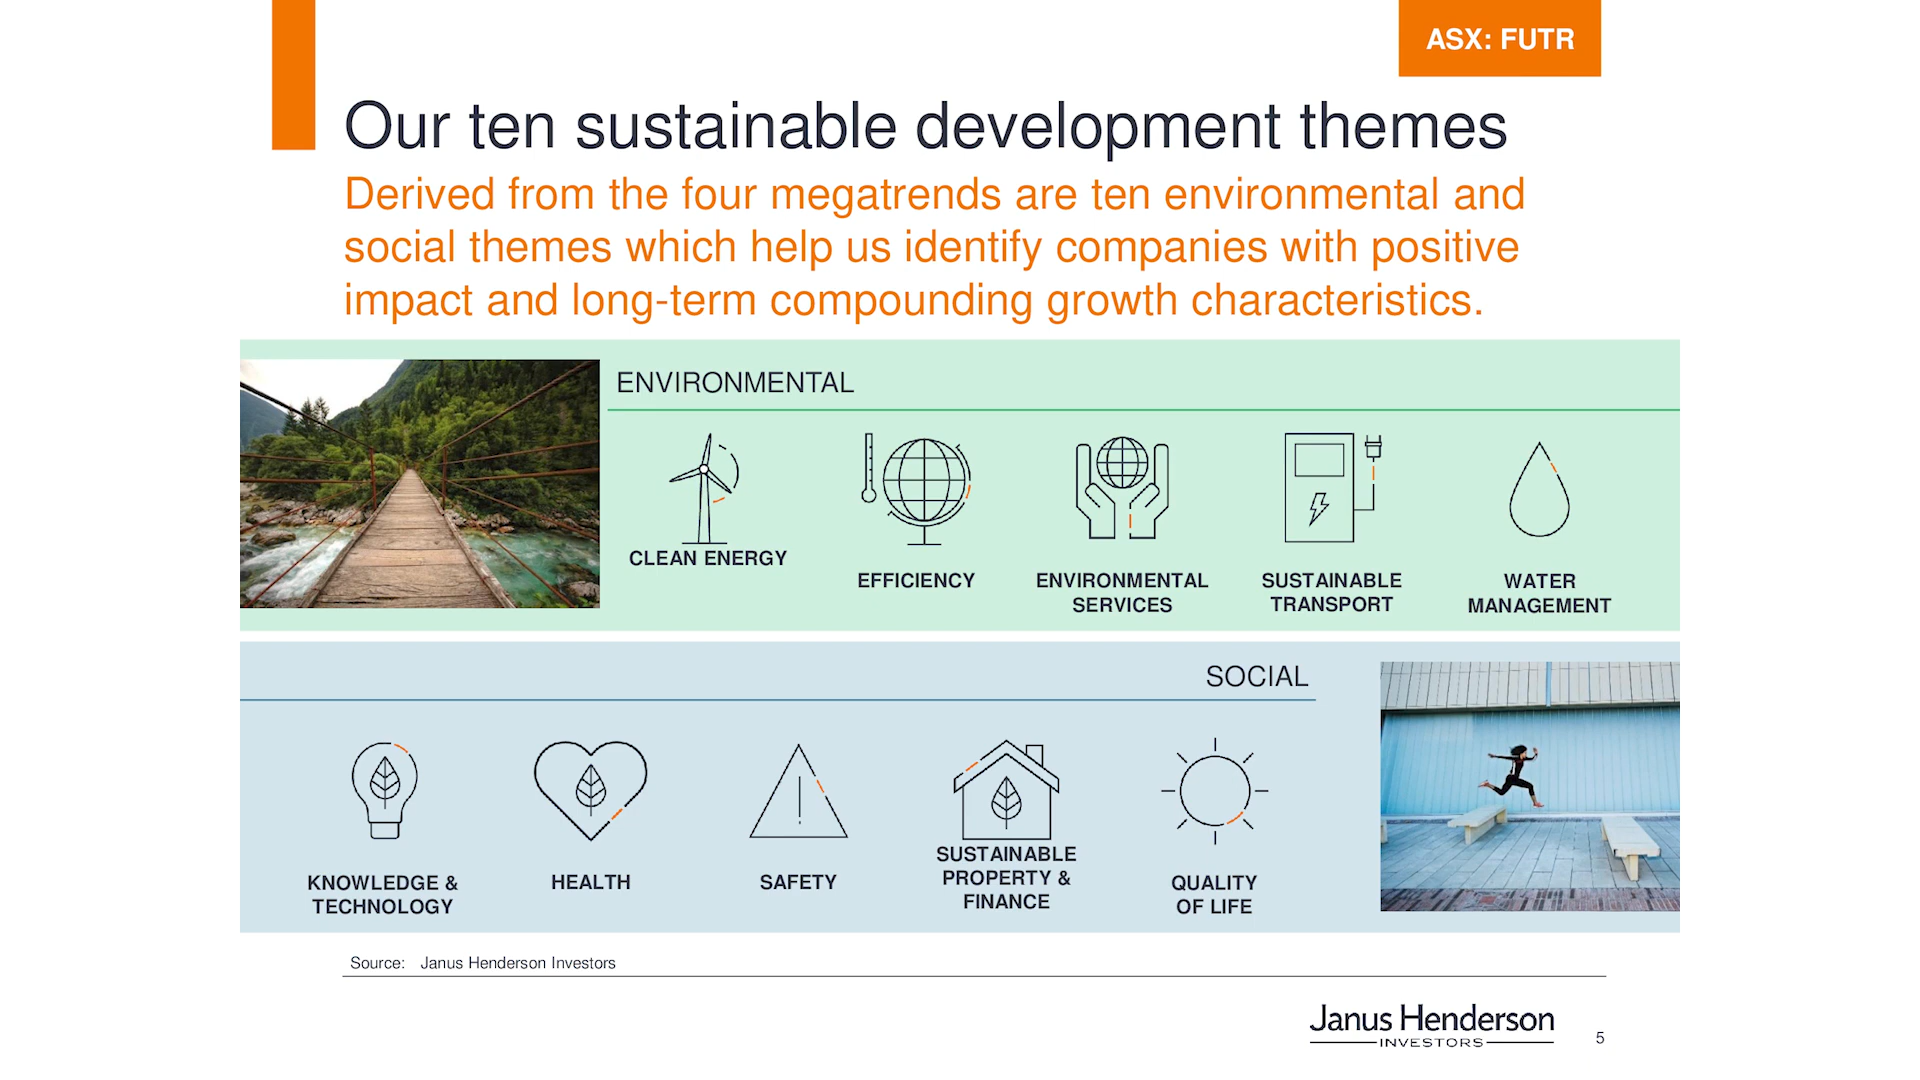 ASX: FUTR
Our ten sustainable development themes
Derived from the four megatrends are ten environmental and
social themes which help us identify companies with positive
impact and long-term compounding growth characteristics.
ENVIRONMENTAL
CLEAN ENERGY
EFFICIENCY
ENVIRONMENTAL
SERVICES
SUSTAINABLE
TRANSPORT
WATER
MANAGEMENT
SOCIAL
KNOWLEDGE &
TECHNOLOGY
HEALTH
SAFETY
SUSTAINABLE
PROPERTY &
FINANCE
QUALITY
OF LIFE
Source: Janus Henderson Investors
Janus Henderson
INVESTORS
5